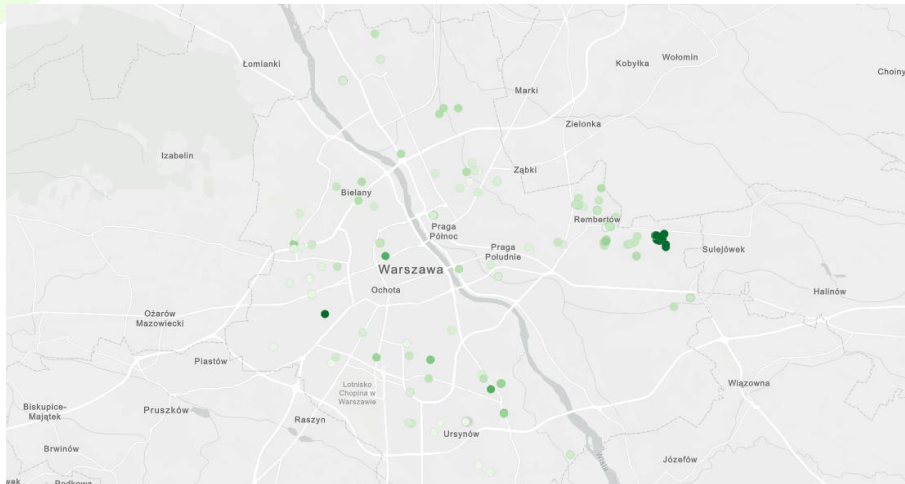 Łomianki
Kobyłka
Wołomin
Choiny
Marki
Zielonka
Izabelin
Ząbki
Bielany
Rembertów
Praga
Północ
Praga
Południe
Sulejówek
Warszawa
Ochota
Halinów
Ożarów
Mazowiecki
Piastów
Lotnisko
Chopina w
Warszawie
Wiązowna
Biskupice-
Majątek
Pruszków
Raszyn
Ursynów
Brwinów
Wisła
Józefów